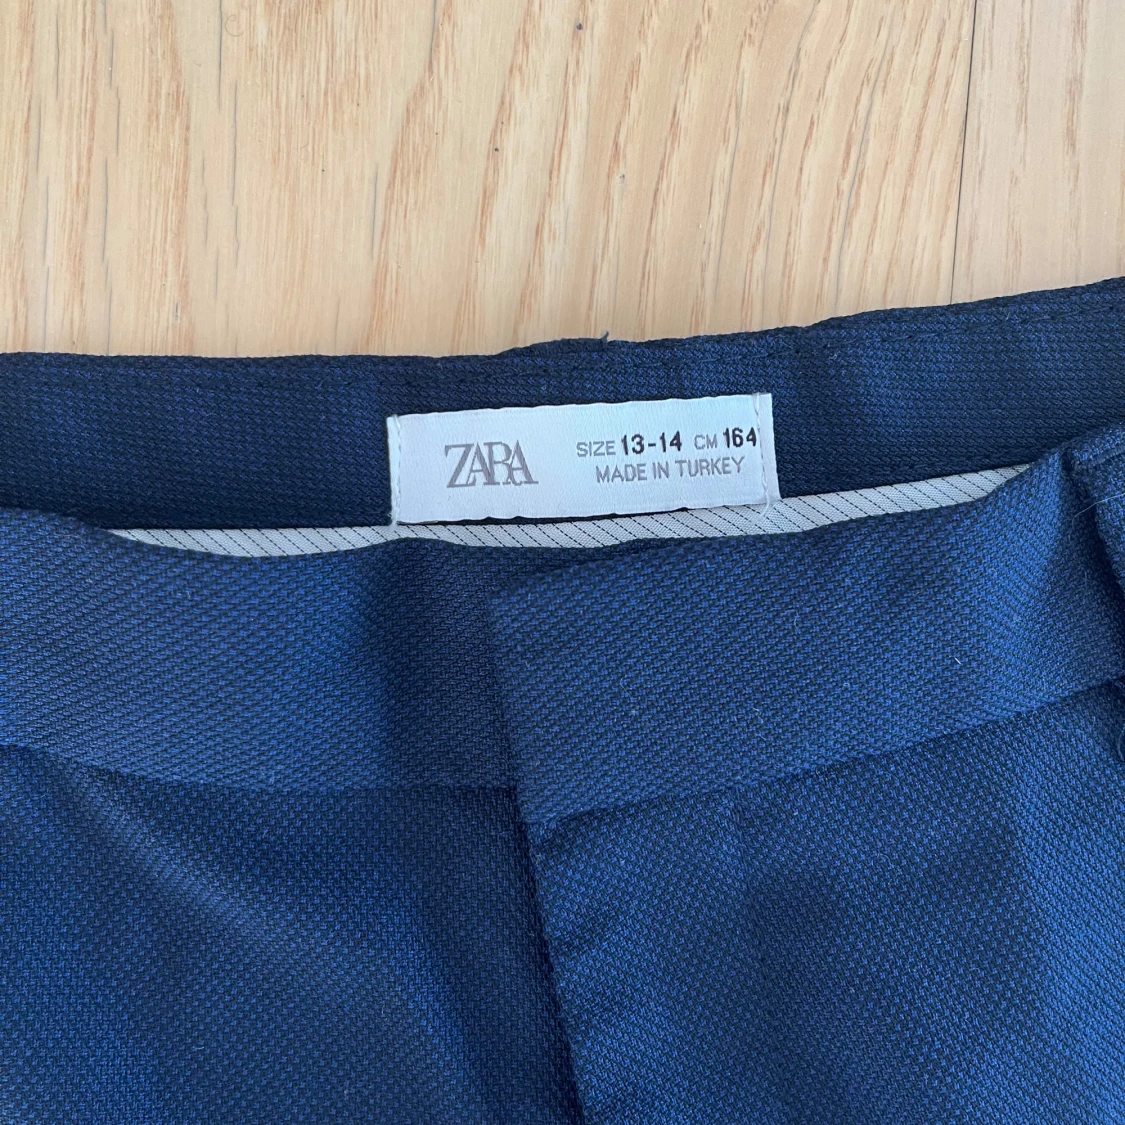 ZARA
SIZE 13-14 CM 164
MADE IN TURKEY